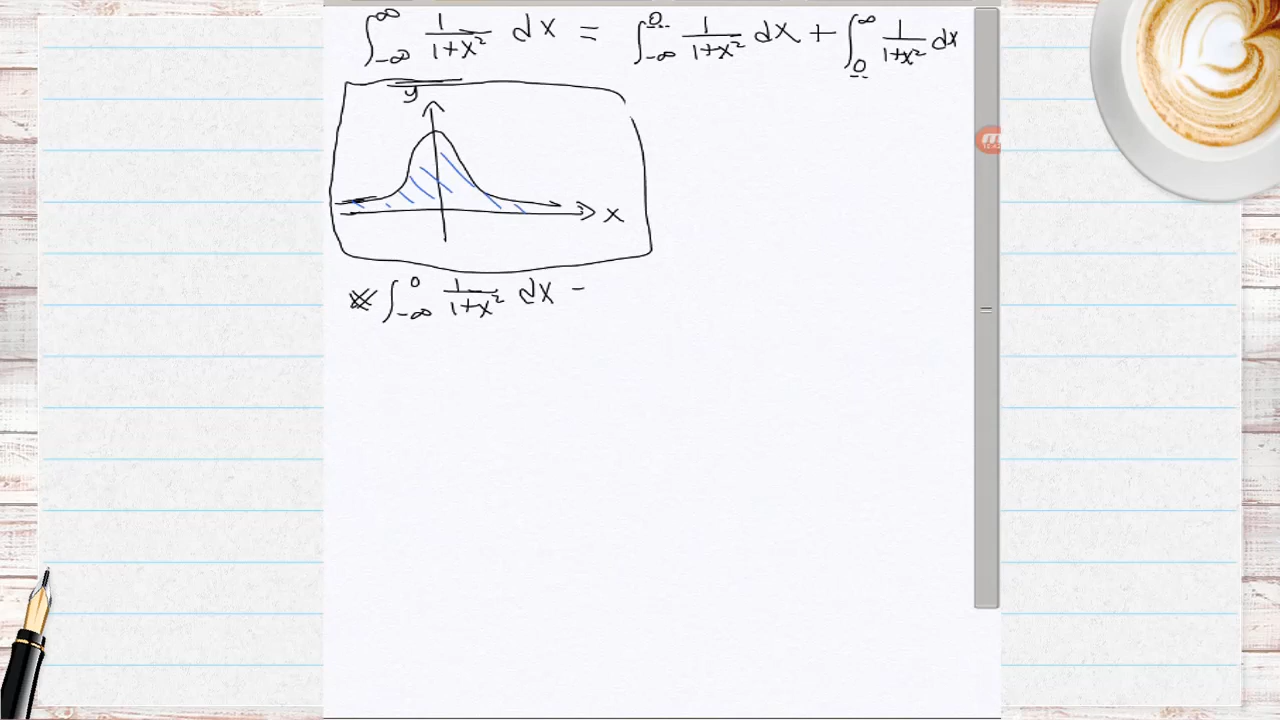 ∫_{-∞}^{∞} 1/(1+x²) dx = ∫_{-∞}^{0} 1/(1+x²) dx + ∫_{0}^{∞} 1/(1+x²) dx
y
x
※ ∫_{-∞}^{0} 1/(1+x²) dx -